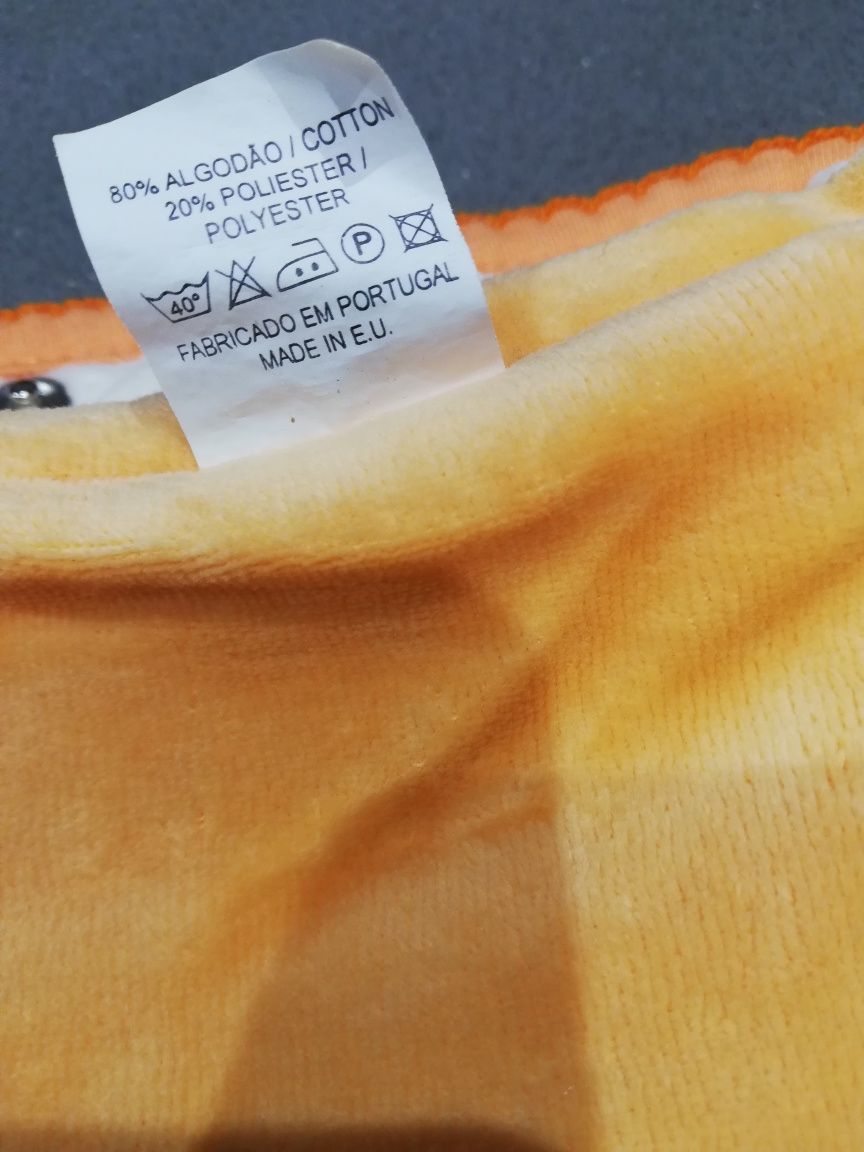 80% ALGODÃO / COTTON
20% POLIESTER /
POLYESTER
40° P
FABRICADO EM PORTUGAL
MADE IN E.U.